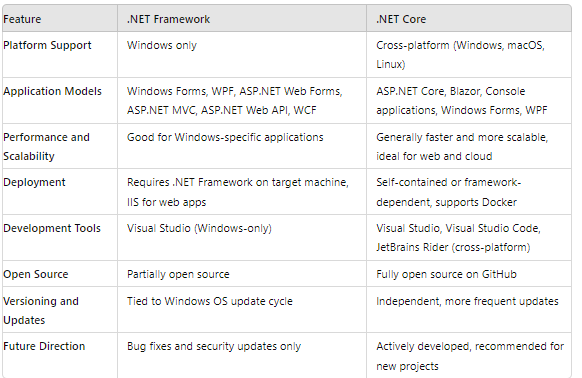 Feature .NET Framework .NET Core
Platform Support Windows only Cross-platform (Windows, macOS,
Linux)
Application Models Windows Forms, WPF, ASP.NET Web Forms, ASP.NET Core, Blazor, Console
ASP.NET MVC, ASP.NET Web API, WCF applications, Windows Forms, WPF
Performance and Good for Windows-specific applications Generally faster and more scalable,
Scalability ideal for web and cloud
Deployment Requires .NET Framework on target machine, Self-contained or framework-
IIS for web apps dependent, supports Docker
Development Tools Visual Studio (Windows-only) Visual Studio, Visual Studio Code,
JetBrains Rider (cross-platform)
Open Source Partially open source Fully open source on GitHub
Versioning and Tied to Windows OS update cycle Independent, more frequent updates
Updates
Future Direction Bug fixes and security updates only Actively developed, recommended for
new projects